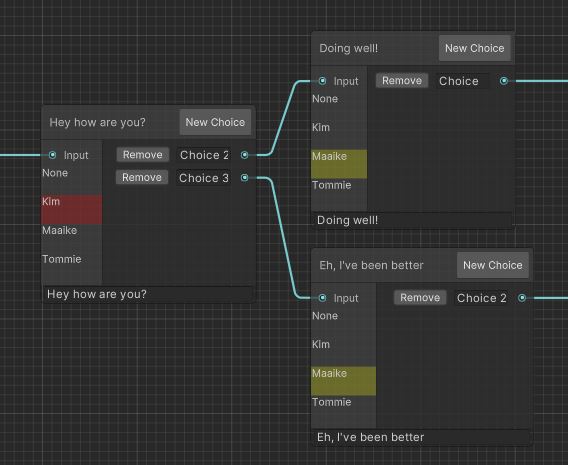 Hey how are you?
New Choice
Input
Remove
Choice 2
Remove
Choice 3
None
Kim
Maaike
Tommie
Hey how are you?
Doing well!
New Choice
Input
Remove
Choice
None
Kim
Maaike
Tommie
Doing well!
Eh, I've been better
New Choice
Input
Remove
Choice 2
None
Kim
Maaike
Tommie
Eh, I've been better